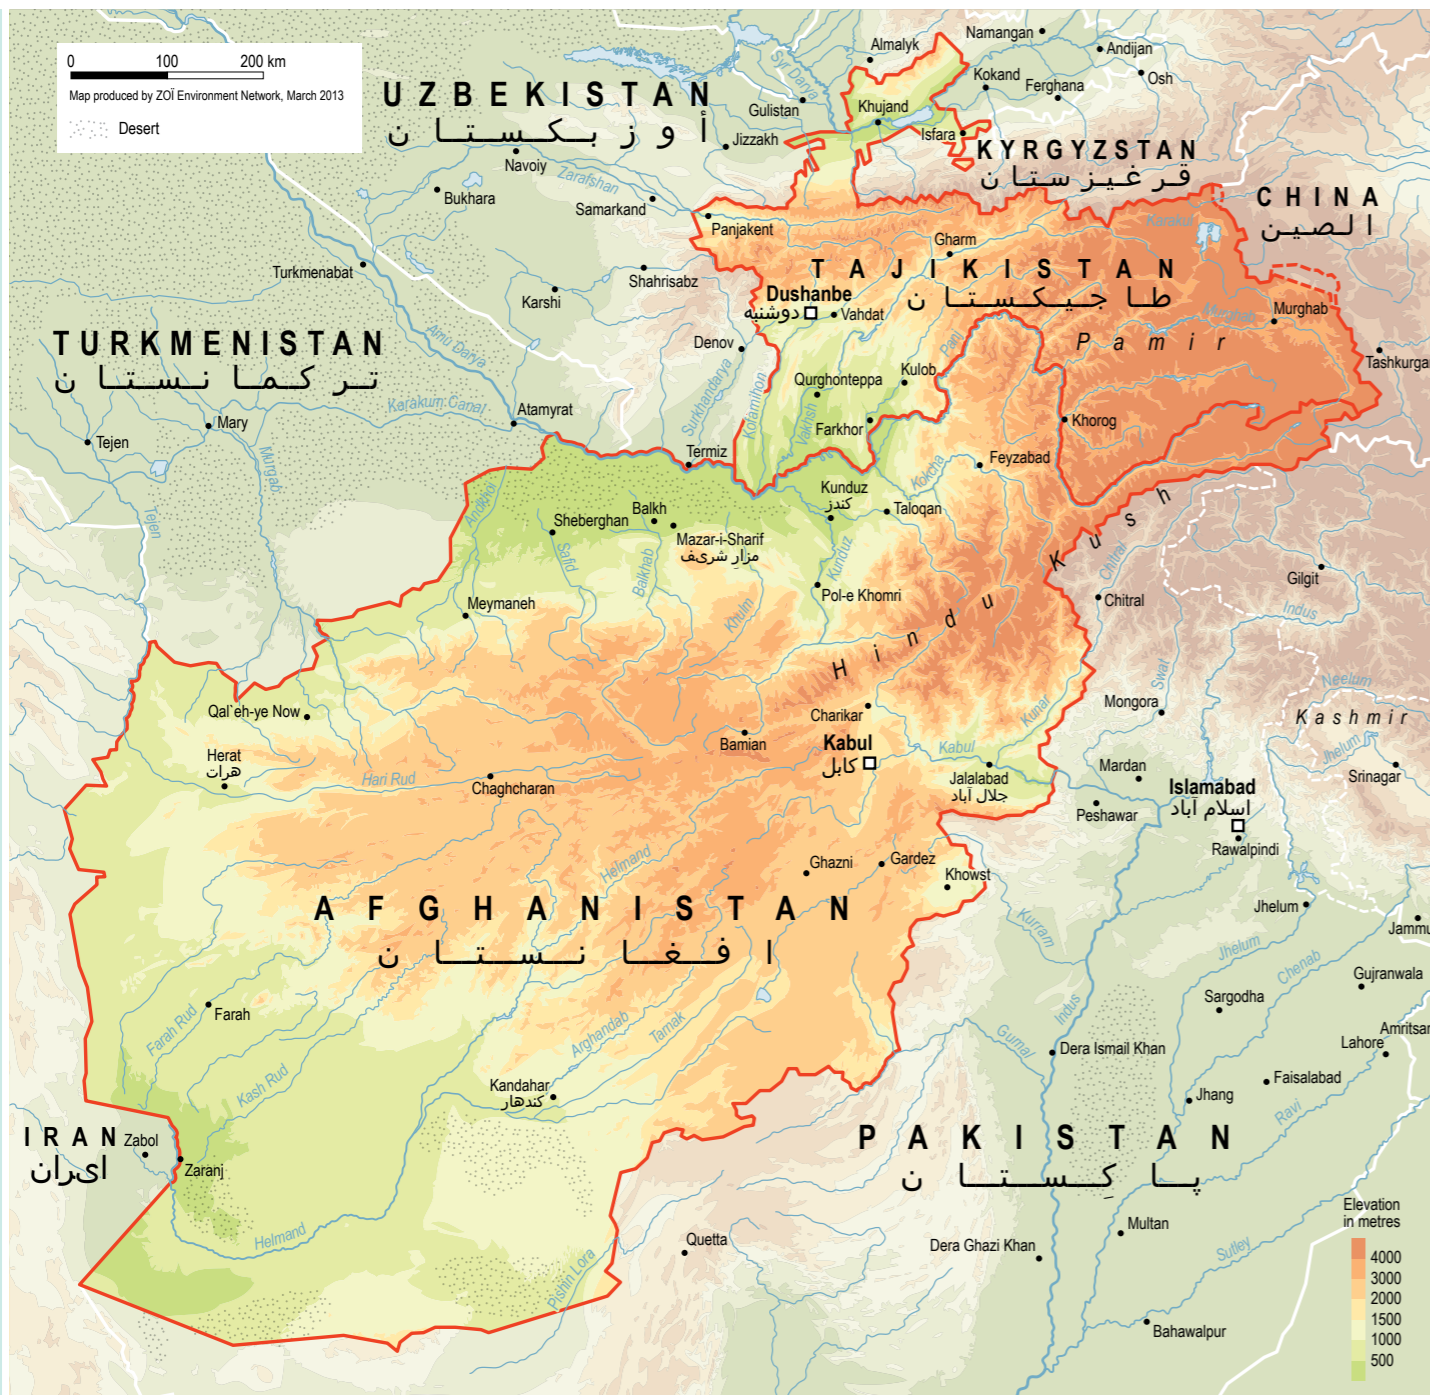 0 100 200 km
Map produced by ZOÏ Environment Network, March 2013
Desert
UZBEKISTAN
أوزبكستان
Almalyk
Namangan
Andijan
Osh
Kokand
Ferghana
Syr Darya
Gulistan
Khujand
Isfara
Jizzakh
KYRGYZSTAN
قرغيزستان
Navoiy
Zarafshan
Bukhara
Samarkand
CHINA
الصين
Panjakent
Karakul
Gharm
Turkmenabat
Shahrisabz
Karshi
TAJIKISTAN
طاجيكستان
Dushanbe
دوشنبه
Vahdat
Murghab
Murghab
Pamir
TURKMENISTAN
تركمانستان
Amu Darya
Denov
Panj
Tashkurgan
Qurghonteppa
Kulob
Surkhandarya
Kofarnihon
Vakhsh
Karakum Canal
Atamyrat
Mary
Tejen
Murgab
Tejen
Farkhor
Khorog
Termiz
Feyzabad
Kokcha
Andkhoi
Kunduz
كندز
Taloqan
Sheberghan
Balkh
Mazar-i-Sharif
مزار شریف
Safid
Balkhab
Kunduz
Khulm
Pol-e Khomri
Hindu Kush
Chitral
Chitral
Gilgit
Indus
Meymaneh
Swat
Mongora
Neelum
Kashmir
Qal`eh-ye Now
Charikar
Kunar
Bamian
Kabul
كابل
Kabul
Herat
هرات
Hari Rud
Chaghcharan
Jalalabad
جلال آباد
Mardan
Peshawar
Islamabad
اسلام آباد
Rawalpindi
Jhelum
Srinagar
Helmand
Ghazni
Gardez
Khowst
AFGHANISTAN
افغانستان
Kurram
Jhelum
Jammu
Jhelum
Chenab
Gujranwala
Sargodha
Farah Rud
Farah
Indus
Gumal
Arghandab
Tarnak
Dera Ismail Khan
Amritsar
Lahore
Kash Rud
Kandahar
کندهار
Faisalabad
Jhang
Ravi
IRAN
ایران
Zabol
Zaranj
PAKISTAN
پاكِستان
Helmand
Pishin Lora
Quetta
Dera Ghazi Khan
Multan
Sutley
Bahawalpur
Elevation
in metres
4000
3000
2000
1500
1000
500